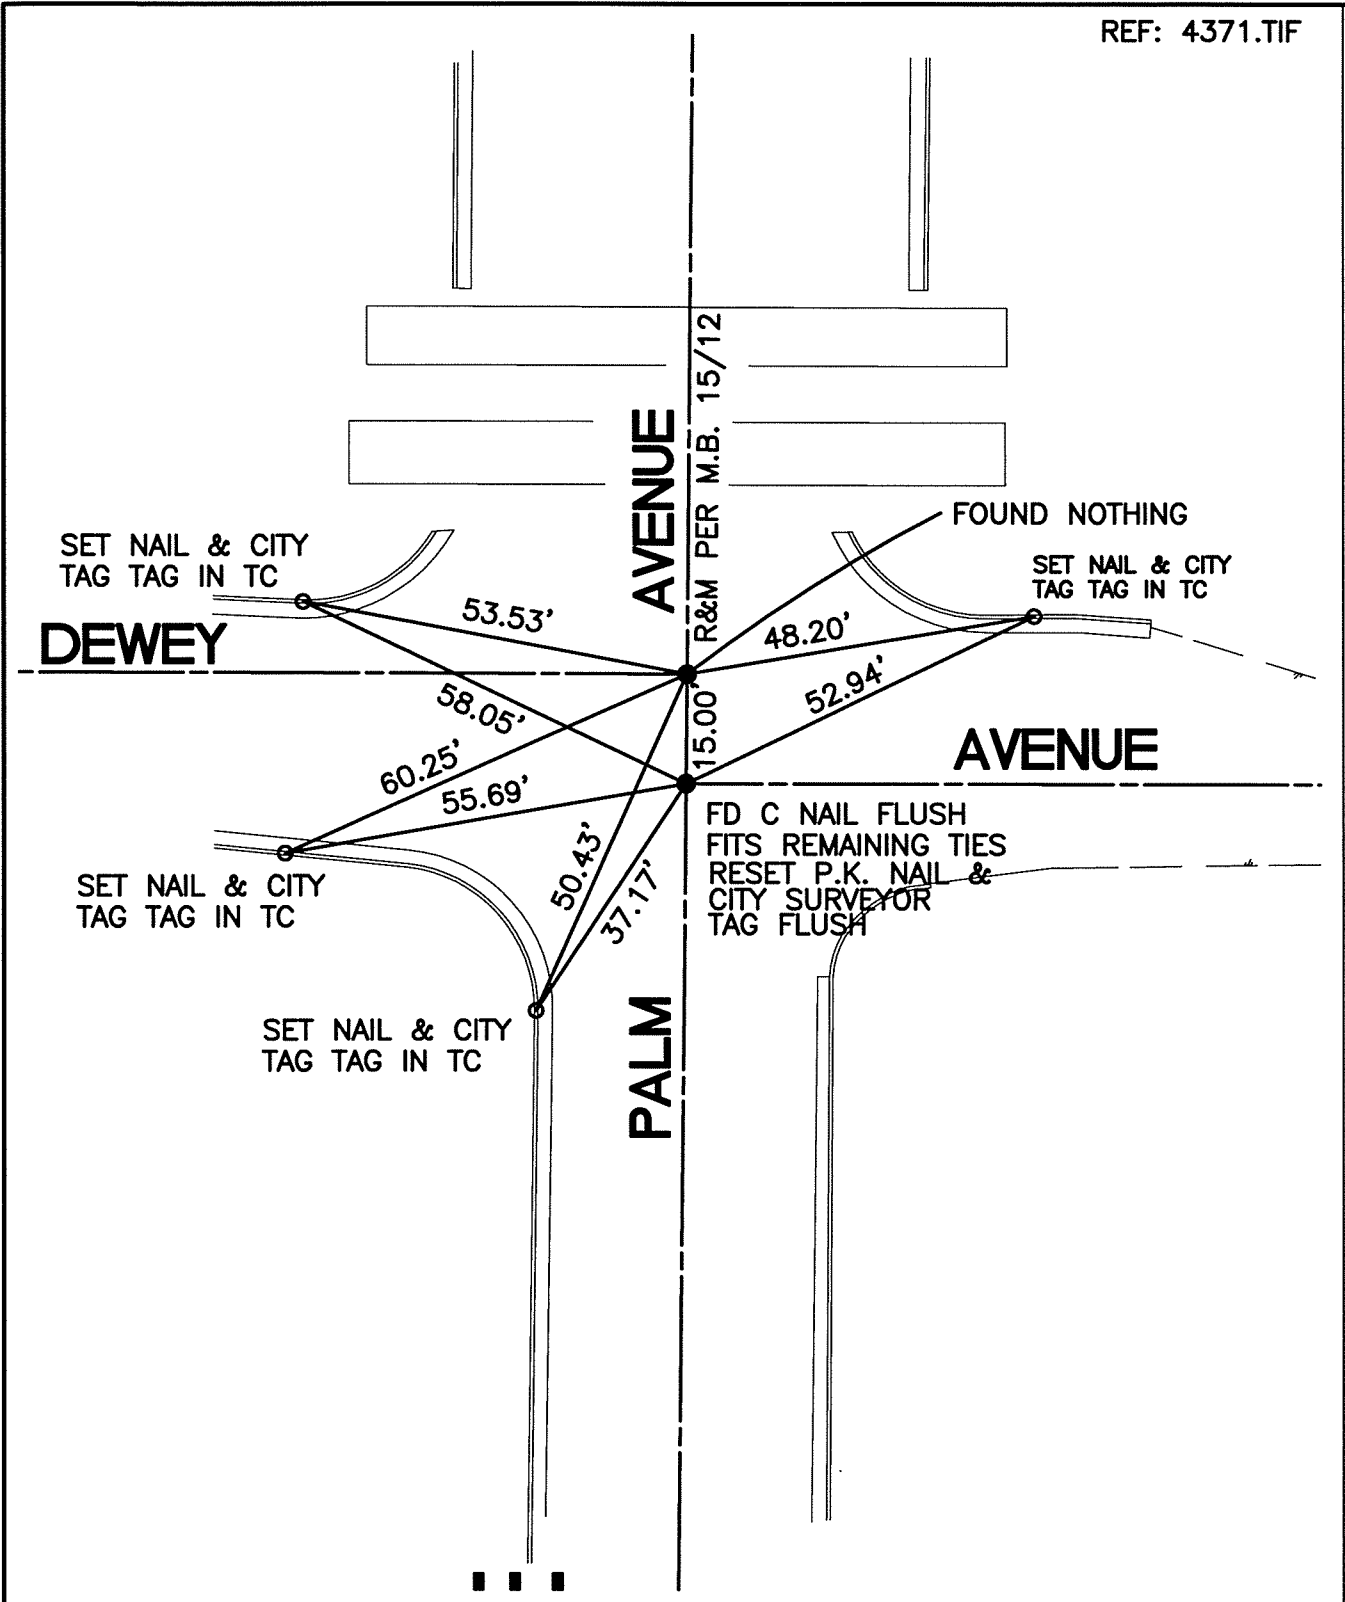 REF: 4371.TIF
R&M PER M.B. 15/12
AVENUE
FOUND NOTHING
SET NAIL & CITY
TAG TAG IN TC
SET NAIL & CITY
TAG TAG IN TC
53.53'
48.20'
DEWEY
58.05'
52.94'
15.00'
60.25'
55.69'
AVENUE
FD C NAIL FLUSH
FITS REMAINING TIES
RESET P.K. NAIL &
CITY SURVEYOR
TAG FLUSH
SET NAIL & CITY
TAG TAG IN TC
50.43'
37.17'
SET NAIL & CITY
TAG TAG IN TC
PALM